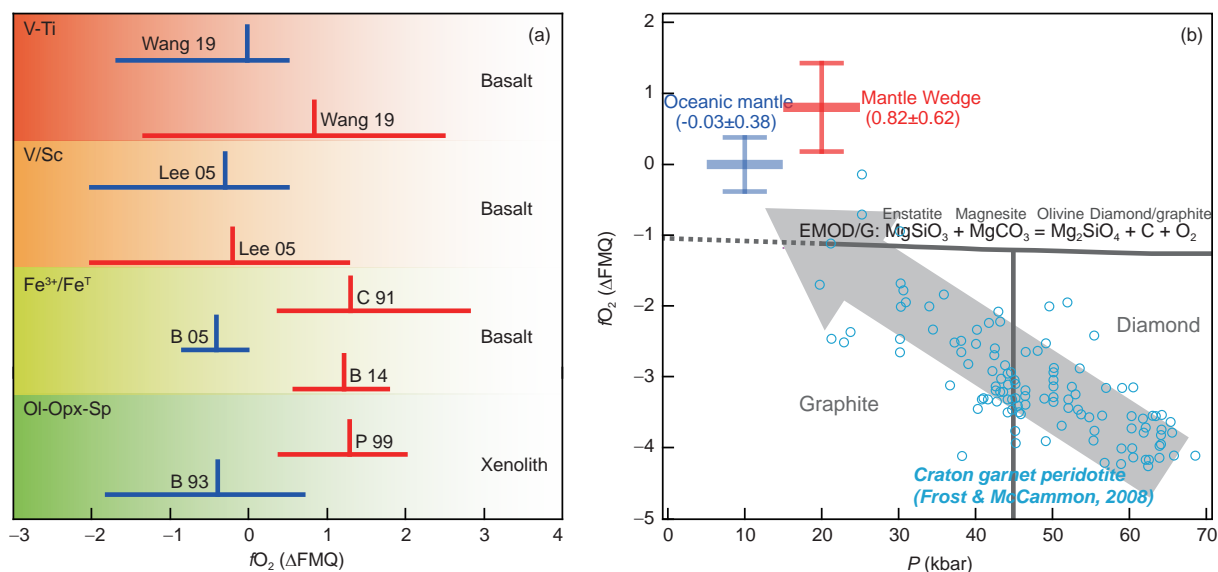 (a)
V-Ti
Wang 19
Basalt
Wang 19
V/Sc
Lee 05
Basalt
Lee 05
Fe³⁺/Feᵀ
C 91
B 05
Basalt
B 14
Ol-Opx-Sp
P 99
Xenolith
B 93
−3 −2 −1 0 1 2 3 4
fO₂ (ΔFMQ)
(b)
2
1
0
−1
−2
−3
−4
−5
fO₂ (ΔFMQ)
Oceanic mantle
(-0.03±0.38)
Mantle Wedge
(0.82±0.62)
Enstatite Magnesite Olivine Diamond/graphite
EMOD/G: MgSiO₃ + MgCO₃ = Mg₂SiO₄ + C + O₂
Diamond
Graphite
Craton garnet peridotite
(Frost & McCammon, 2008)
0 10 20 30 40 50 60 70
P (kbar)